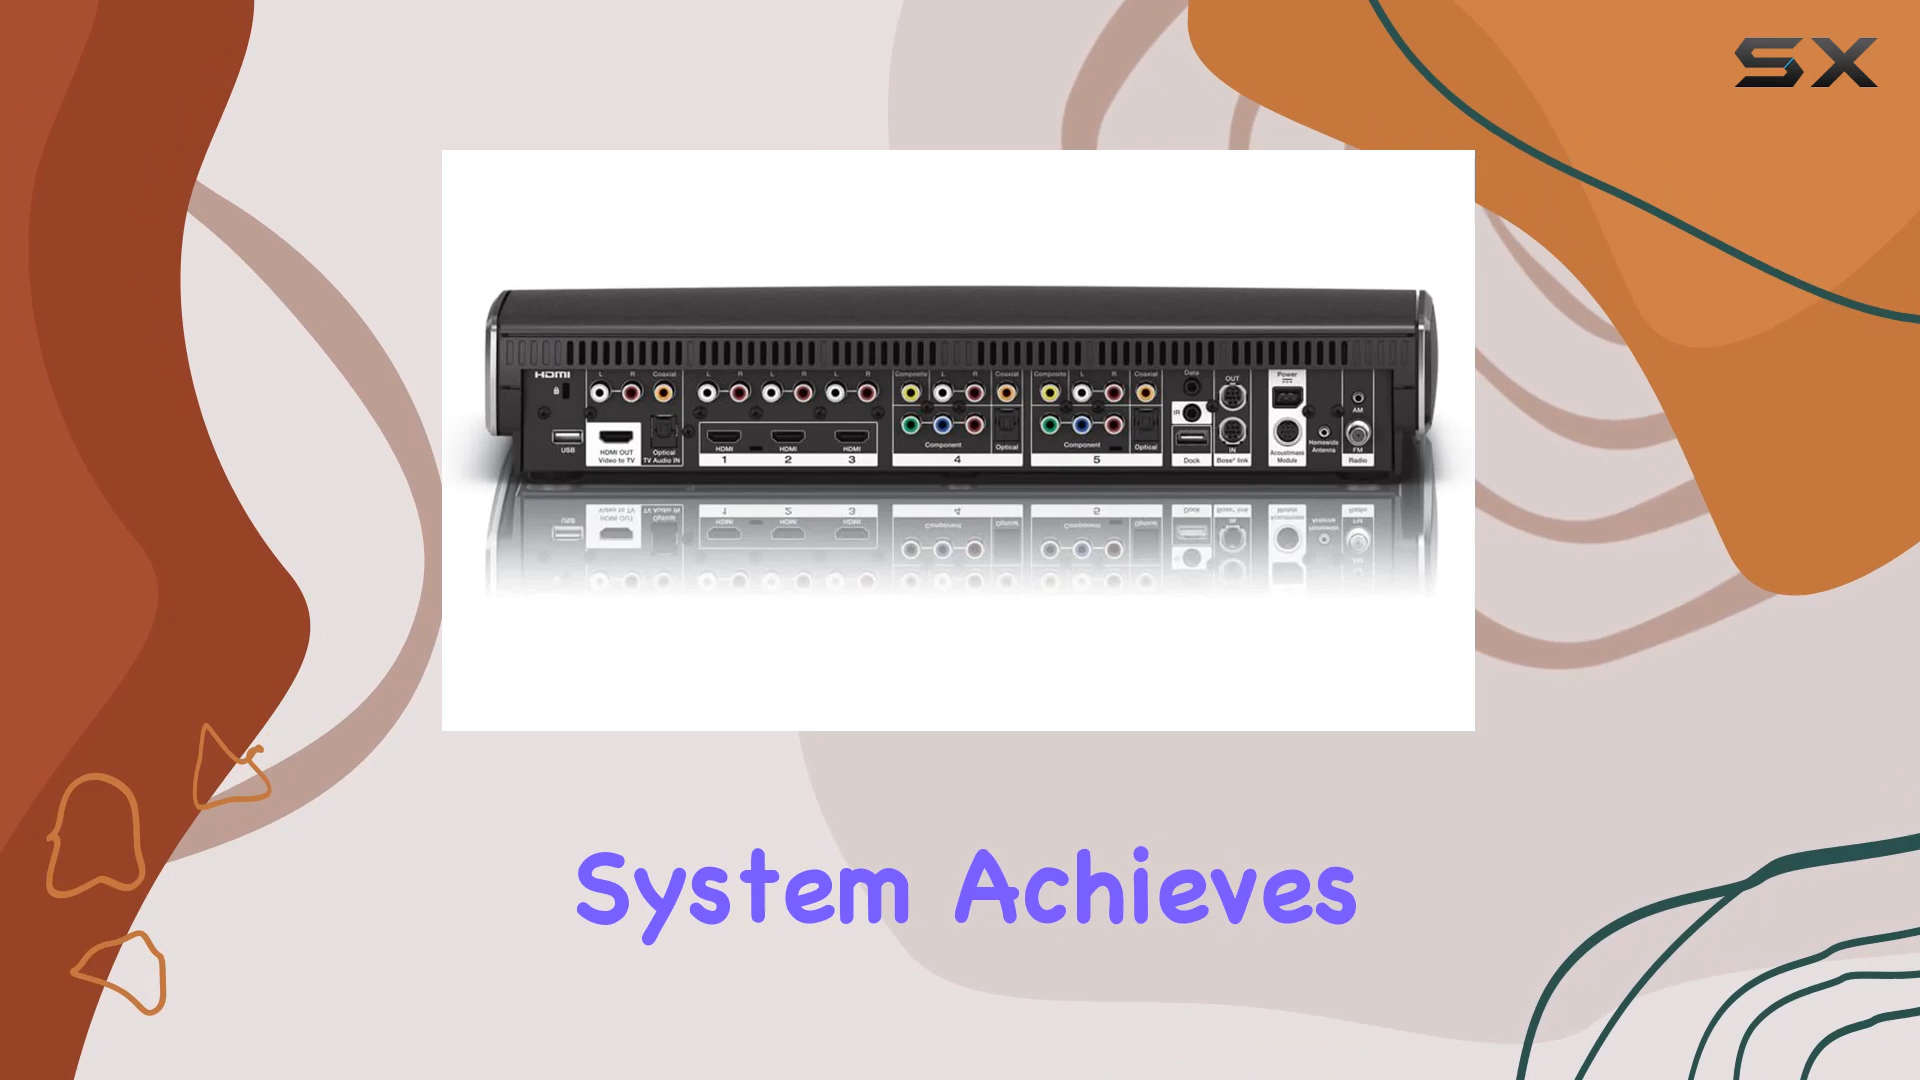 SX
HDMI
L R Coaxial
L R L R L R
Composite L R Coaxial
Composite L R Coaxial
Data
OUT
Power
IR
AM
USB
HDMI OUT
Video to TV
Optical
TV Audio IN
HDMI HDMI HDMI
1 2 3
Component Optical
4
Component Optical
5
Dock
IN
Bose® link
Acoustimass
Module
Homewide
Antenna
FM
Radio
System Achieves